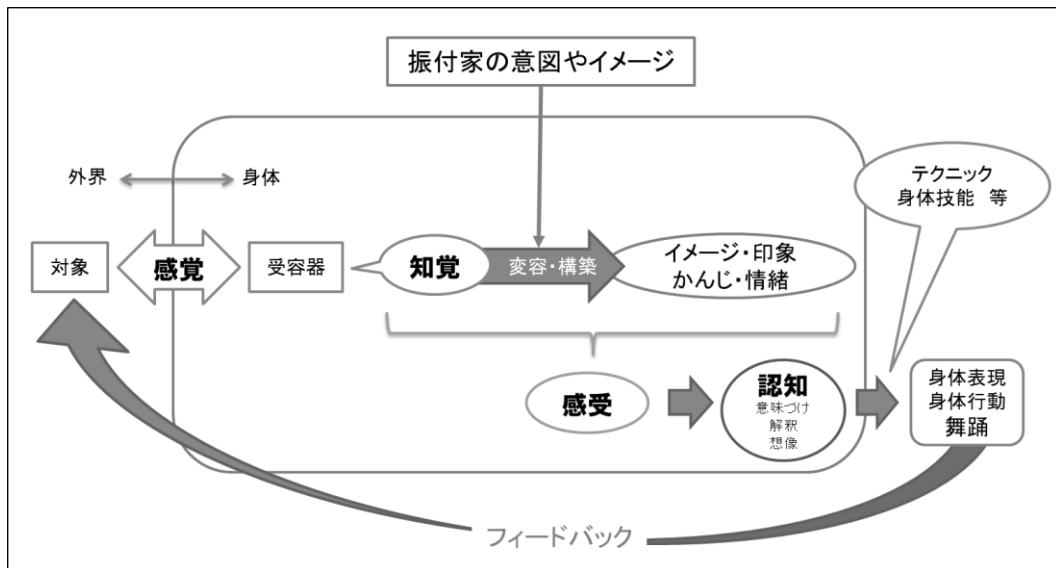 振付家の意図やイメージ
外界
身体
テクニック
身体技能 等
対象
感覚
受容器
知覚
変容・構築
イメージ・印象
かんじ・情緒
感受
認知
意味づけ
解釈
想像
身体表現
身体行動
舞踊
フィードバック